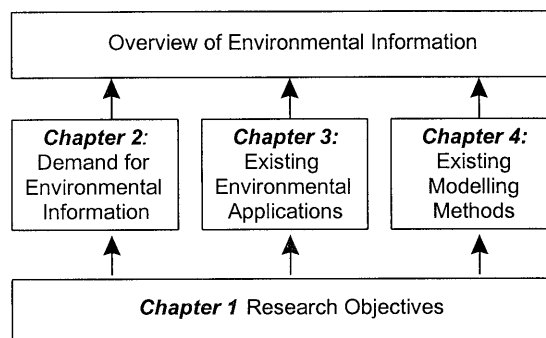 Overview of Environmental Information
Chapter 2:
Demand for
Environmental
Information
Chapter 3:
Existing
Environmental
Applications
Chapter 4:
Existing
Modelling
Methods
Chapter 1 Research Objectives